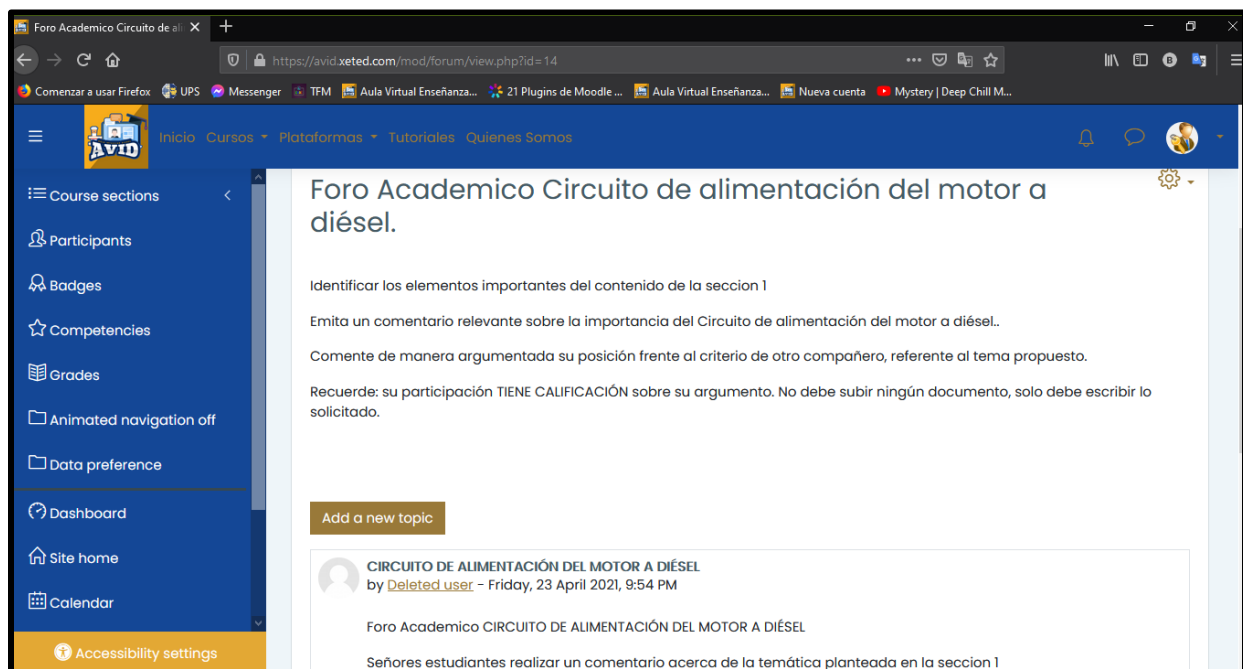 Foro Academico Circuito de ali
https://avid.xeted.com/mod/forum/view.php?id=14
Comenzar a usar Firefox UPS Messenger TFM Aula Virtual Enseñanza... 21 Plugins de Moodle ... Aula Virtual Enseñanza... Nueva cuenta Mystery | Deep Chill M...
AVID Inicio Cursos Plataformas Tutoriales Quienes Somos
Course sections
Participants
Badges
Competencies
Grades
Animated navigation off
Data preference
Dashboard
Site home
Calendar
Accessibility settings
Foro Academico Circuito de alimentación del motor a
diésel.
Identificar los elementos importantes del contenido de la seccion 1
Emita un comentario relevante sobre la importancia del Circuito de alimentación del motor a diésel..
Comente de manera argumentada su posición frente al criterio de otro compañero, referente al tema propuesto.
Recuerde: su participación TIENE CALIFICACIÓN sobre su argumento. No debe subir ningún documento, solo debe escribir lo
solicitado.
Add a new topic
CIRCUITO DE ALIMENTACIÓN DEL MOTOR A DIÉSEL
by Deleted user - Friday, 23 April 2021, 9:54 PM
Foro Academico CIRCUITO DE ALIMENTACIÓN DEL MOTOR A DIÉSEL
Señores estudiantes realizar un comentario acerca de la temática planteada en la seccion 1